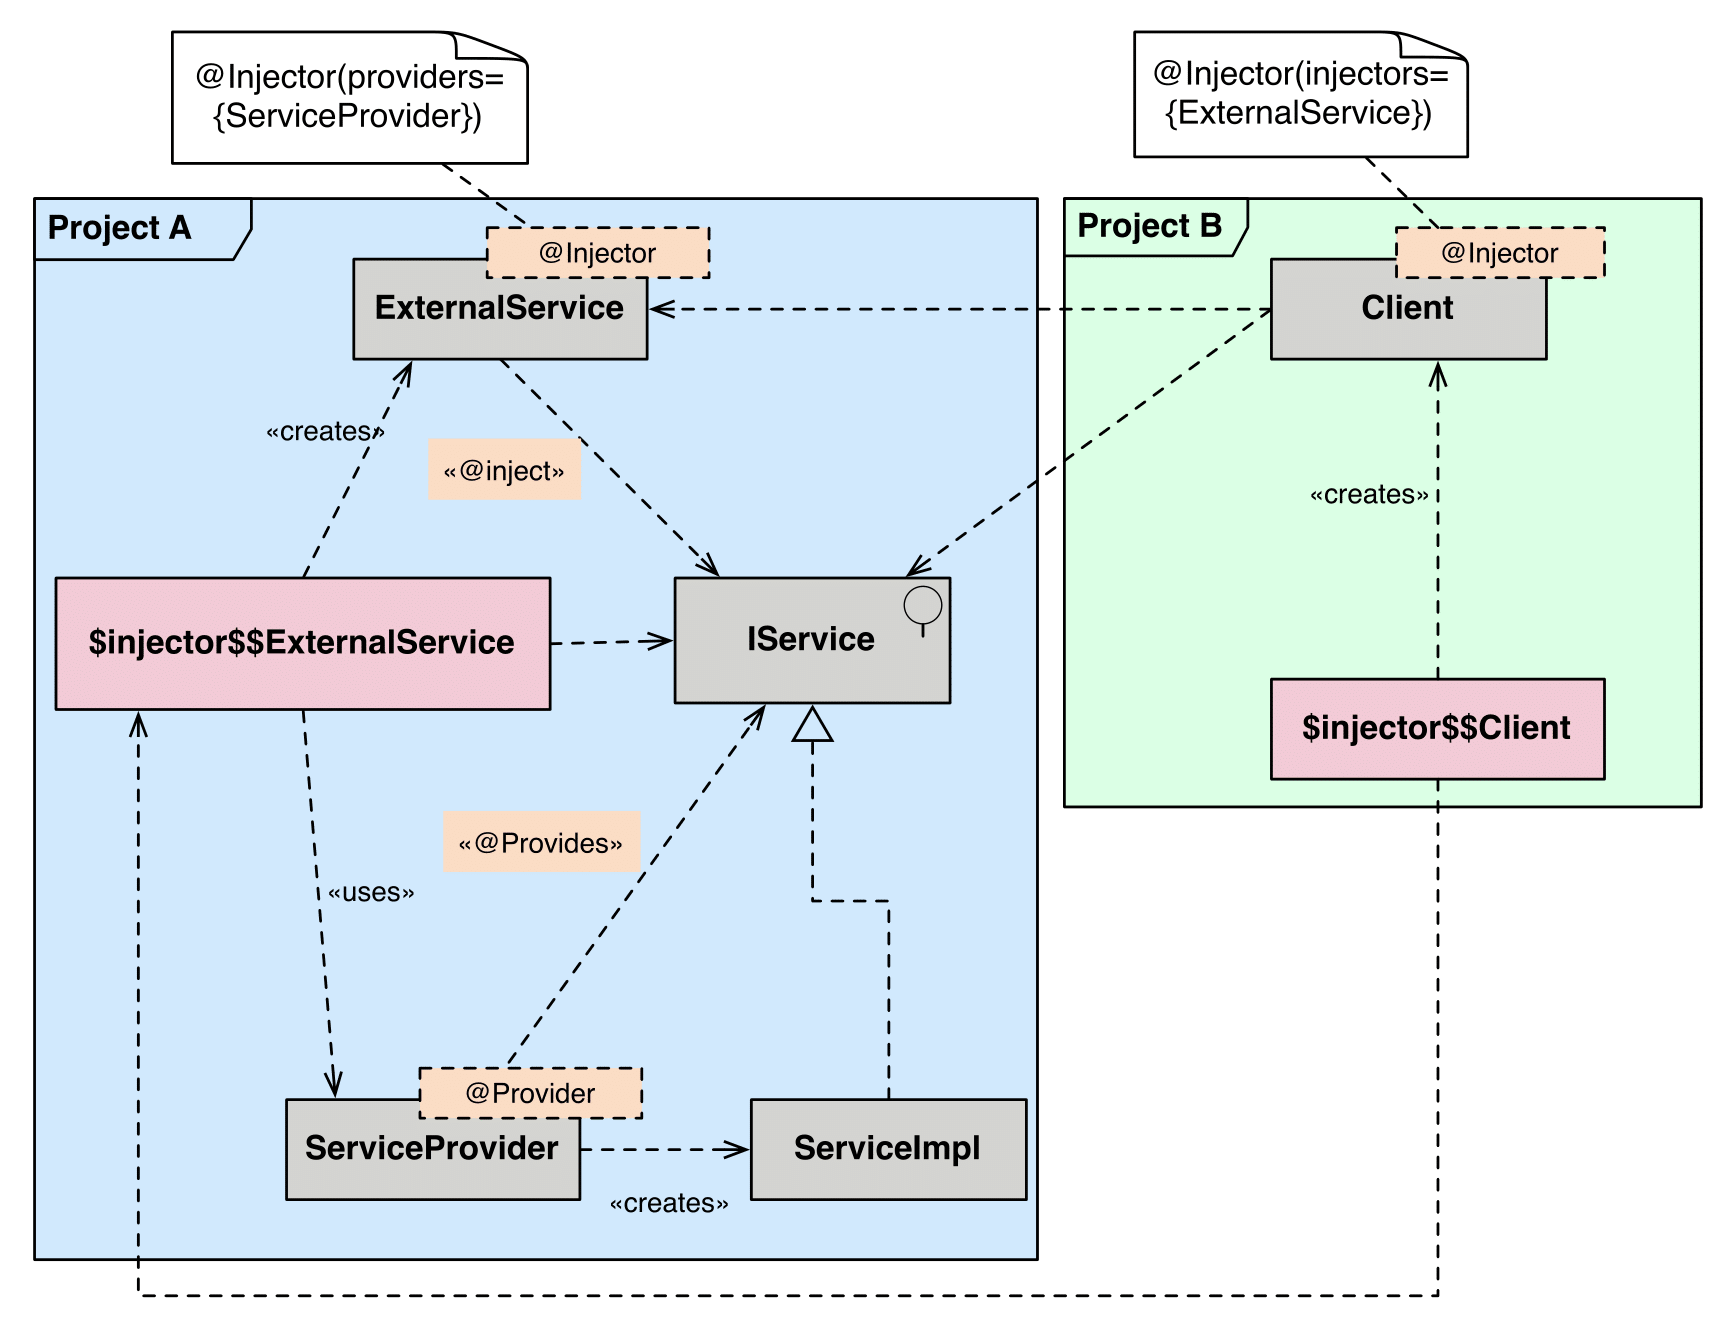 @Injector(providers=
{ServiceProvider})
@Injector(injectors=
{ExternalService})
Project A
Project B
@Injector
@Injector
ExternalService
Client
«creates»
«@inject»
«creates»
$injector$$ExternalService
IService
$injector$$Client
«@Provides»
«uses»
@Provider
ServiceProvider
ServiceImpl
«creates»